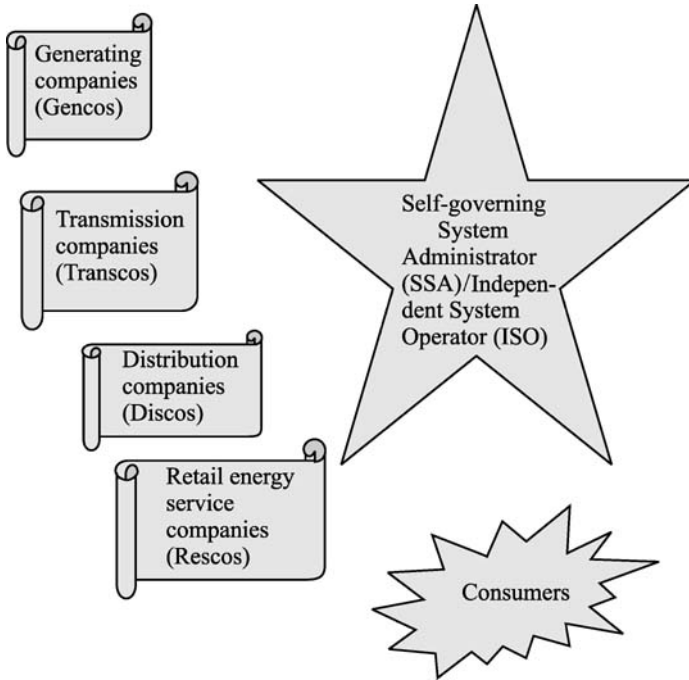 Generating
companies
(Gencos)
Transmission
companies
(Transcos)
Distribution
companies
(Discos)
Retail energy
service
companies
(Rescos)
Self-governing
System
Administrator
(SSA)/Indepen-
dent System
Operator (ISO)
Consumers